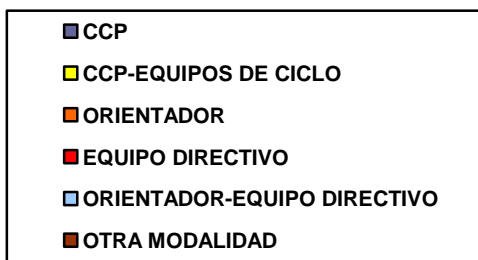 CCP
CCP-EQUIPOS DE CICLO
ORIENTADOR
EQUIPO DIRECTIVO
ORIENTADOR-EQUIPO DIRECTIVO
OTRA MODALIDAD